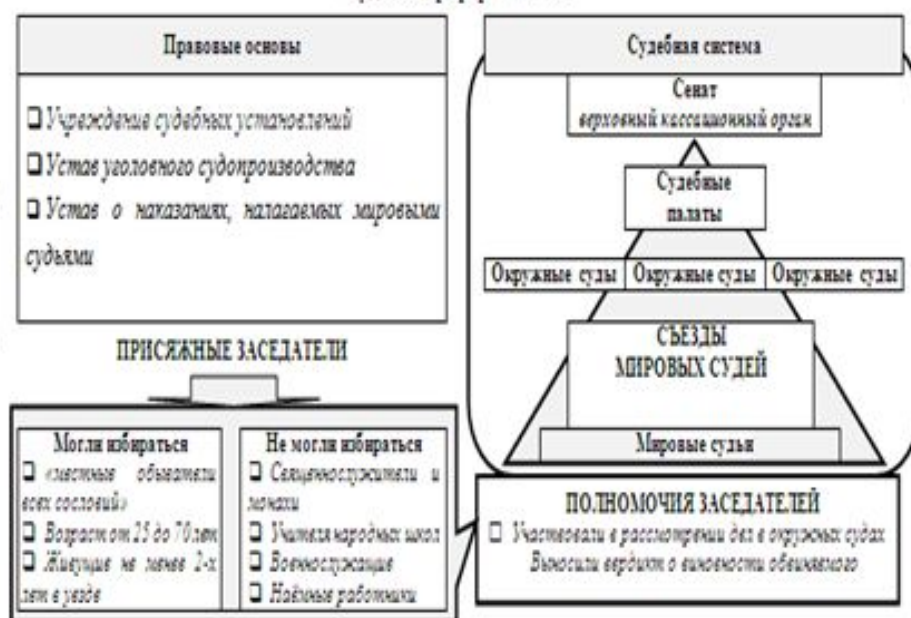 Правовые основы
❑ Учреждение судебных установлений
❑ Устав уголовного судопроизводства
❑ Устав о наказаниях, налагаемых мировыми
судьями
Судебная система
Сенат
верховный кассационный орган
Судебные
палаты
Окружные суды Окружные суды Окружные суды
СЪЕЗДЫ
МИРОВЫХ СУДЕЙ
Мировые судьи
ПРИСЯЖНЫЕ ЗАСЕДАТЕЛИ
Могли избираться
❑ «местные обыватели
всех сословий»
❑ Возраст от 25 до 70 лет
❑ Живущие не менее 2-х
лет в уезде
Не могли избираться
❑ Священнослужители и
монахи
❑ Учителя народных школ
❑ Военнослужащие
❑ Наёмные работники
ПОЛНОМОЧИЯ ЗАСЕДАТЕЛЕЙ
❑ Участвовали в рассмотрении дел в окружных судах
Выносили вердикт о виновности обвиняемого